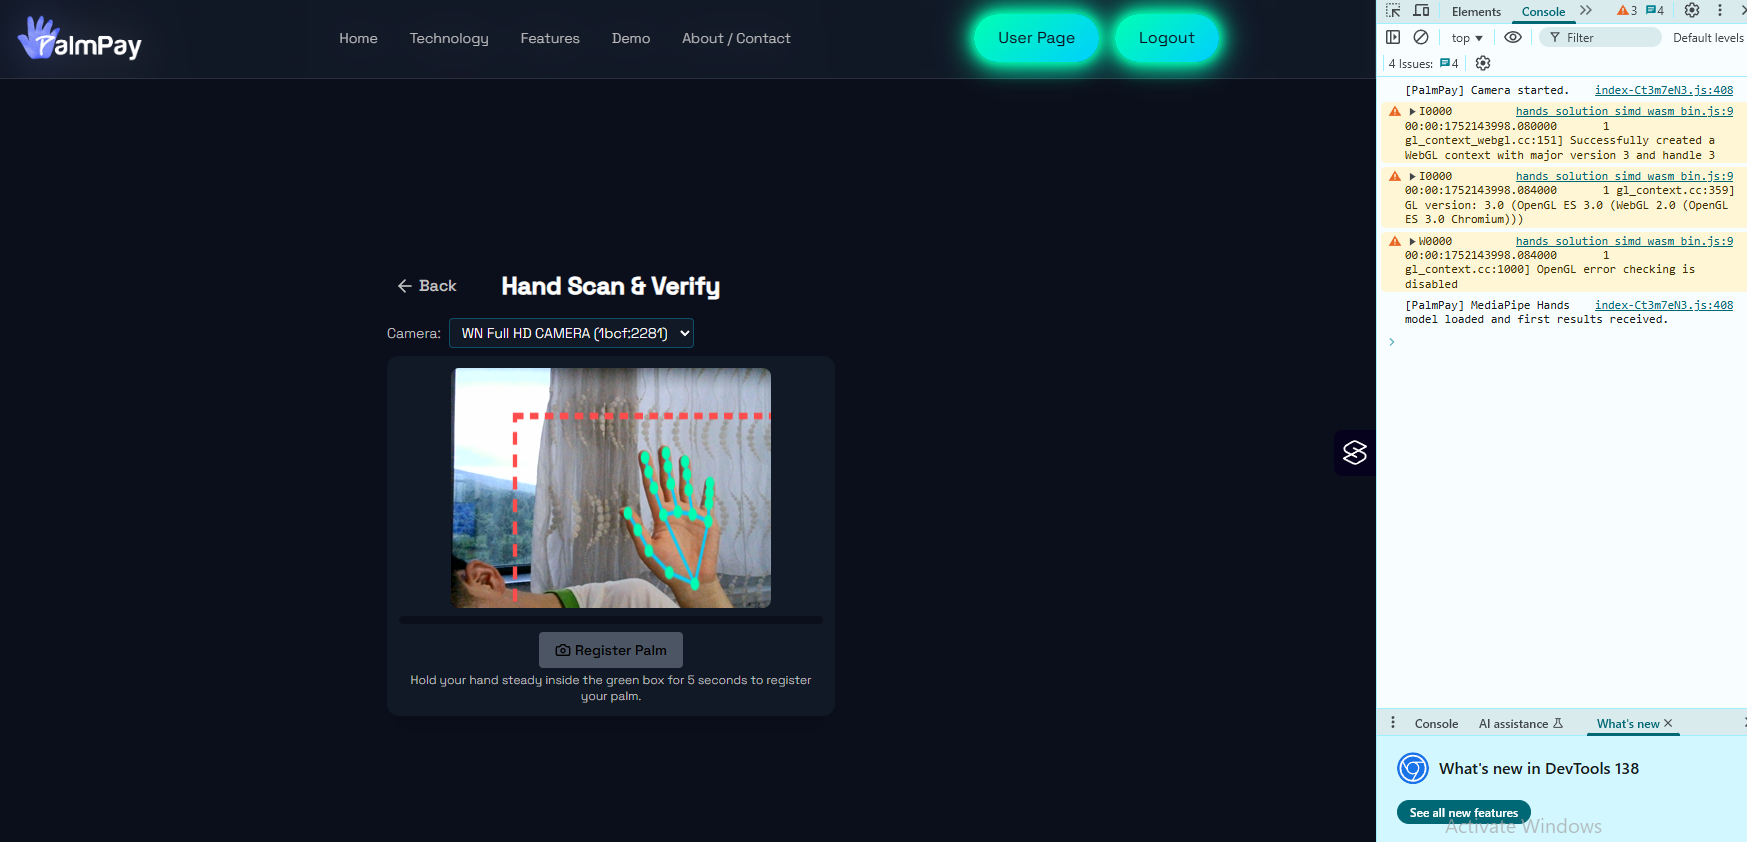 PalmPay
Home
Technology
Features
Demo
About / Contact
User Page
Logout
Back
Hand Scan & Verify
Camera:
WN Full HD CAMERA (1bcf:2281)
Register Palm
Hold your hand steady inside the green box for 5 seconds to register
your palm.
Elements
Console
3
4
top
Filter
Default levels
4 Issues:
4
[PalmPay] Camera started.
index-Ct3m7eN3.js:408
I0000
hands_solution_simd_wasm_bin.js:9
00:00:1752143998.080000 1
gl_context_webgl.cc:151] Successfully created a
WebGL context with major version 3 and handle 3
I0000
hands_solution_simd_wasm_bin.js:9
00:00:1752143998.084000 1 gl_context.cc:359]
GL version: 3.0 (OpenGL ES 3.0 (WebGL 2.0 (OpenGL
ES 3.0 Chromium)))
W0000
hands_solution_simd_wasm_bin.js:9
00:00:1752143998.084000 1
gl_context.cc:1000] OpenGL error checking is
disabled
[PalmPay] MediaPipe Hands
index-Ct3m7eN3.js:408
model loaded and first results received.
Console
AI assistance
What's new
What's new in DevTools 138
See all new features
Activate Windows